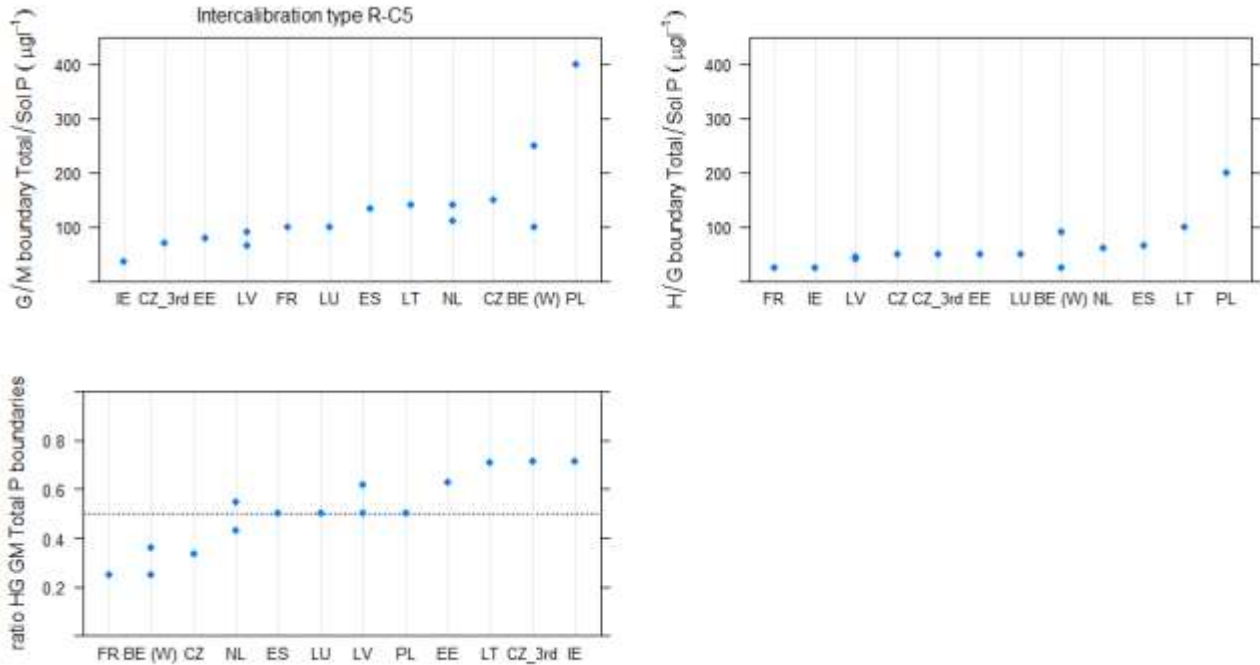 Intercalibration type R-C5
G/M boundary Total/Sol P ( µgl⁻¹)
400
300
200
100
IE CZ_3rd EE LV FR LU ES LT NL CZ BE (W) PL
H/G boundary Total/Sol P ( µgl⁻¹)
400
300
200
100
FR IE LV CZ CZ_3rd EE LU BE (W) NL ES LT PL
ratio HG GM Total P boundaries
0.8
0.6
0.4
0.2
FR BE (W) CZ NL ES LU LV PL EE LT CZ_3rd IE